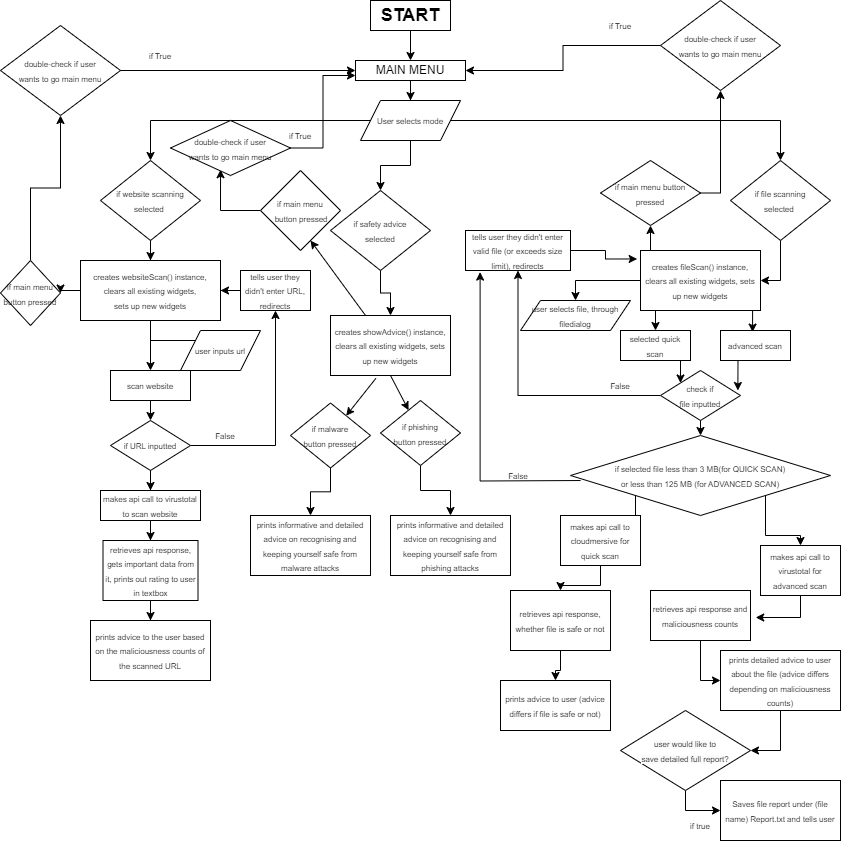 START
MAIN MENU
User selects mode
double-check if user
wants to go main menu
if True
double-check if user
wants to go main menu
if True
double-check if user
wants to go main menu
if True
if website scanning
selected
if main menu
button pressed
if safety advice
selected
if main menu button
pressed
if file scanning
selected
if main menu
button pressed
creates websiteScan() instance,
clears all existing widgets,
sets up new widgets
tells user they
didn't enter URL,
redirects
user inputs url
scan website
if URL inputted
False
makes api call to virustotal
to scan website
retrieves api response,
gets important data from
it, prints out rating to user
in textbox
prints advice to the user based
on the maliciousness counts of
the scanned URL
creates showAdvice() instance,
clears all existing widgets, sets
up new widgets
if malware
button pressed
if phishing
button pressed
prints informative and detailed
advice on recognising and
keeping yourself safe from
malware attacks
prints informative and detailed
advice on recognising and
keeping yourself safe from
phishing attacks
tells user they didn't enter
valid file (or exceeds size
limit), redirects
creates fileScan() instance,
clears all existing widgets, sets
up new widgets
user selects file, through
filedialog
selected quick
scan
advanced scan
check if
file inputted
False
if selected file less than 3 MB(for QUICK SCAN)
or less than 125 MB (for ADVANCED SCAN)
False
makes api call to
cloudmersive for
quick scan
makes api call to
virustotal for
advanced scan
retrieves api response,
whether file is safe or not
retrieves api response and
maliciousness counts
prints advice to user (advice
differs if file is safe or not)
prints detailed advice to user
about the file (advice differs
depending on maliciousness
counts)
user would like to
save detailed full report?
if true
Saves file report under (file
name) Report.txt and tells user